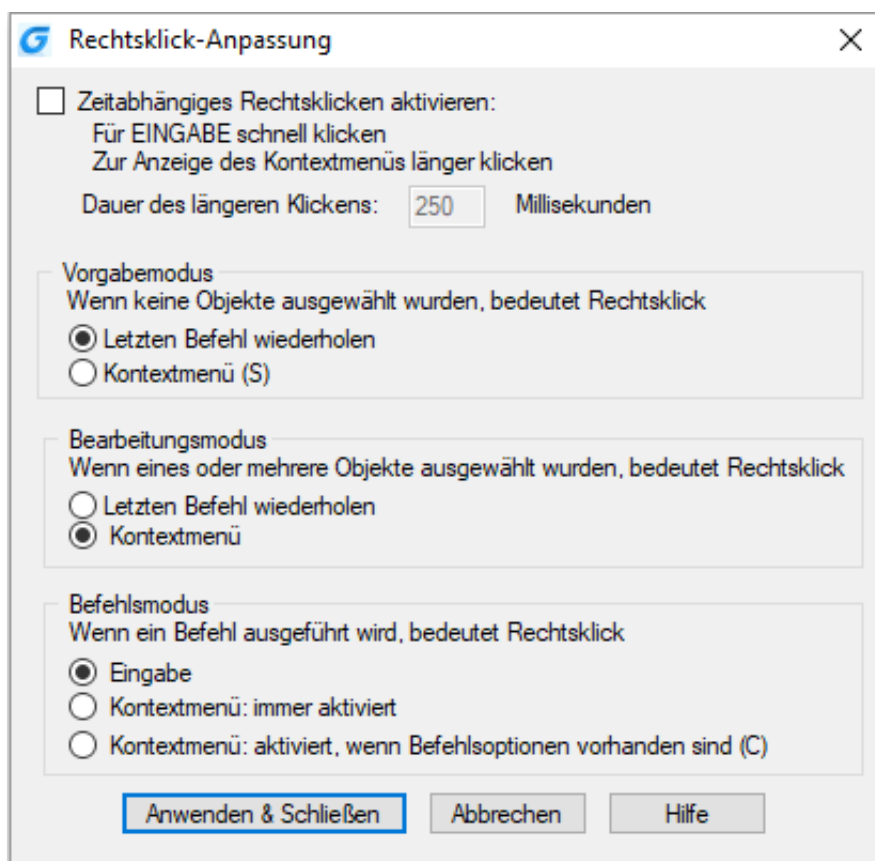 G Rechtsklick-Anpassung
Zeitabhängiges Rechtsklicken aktivieren:
Für EINGABE schnell klicken
Zur Anzeige des Kontextmenüs länger klicken
Dauer des längeren Klickens: 250 Millisekunden
Vorgabemodus
Wenn keine Objekte ausgewählt wurden, bedeutet Rechtsklick
Letzten Befehl wiederholen
Kontextmenü (S)
Bearbeitungsmodus
Wenn eines oder mehrere Objekte ausgewählt wurden, bedeutet Rechtsklick
Letzten Befehl wiederholen
Kontextmenü
Befehlsmodus
Wenn ein Befehl ausgeführt wird, bedeutet Rechtsklick
Eingabe
Kontextmenü: immer aktiviert
Kontextmenü: aktiviert, wenn Befehlsoptionen vorhanden sind (C)
Anwenden & Schließen Abbrechen Hilfe